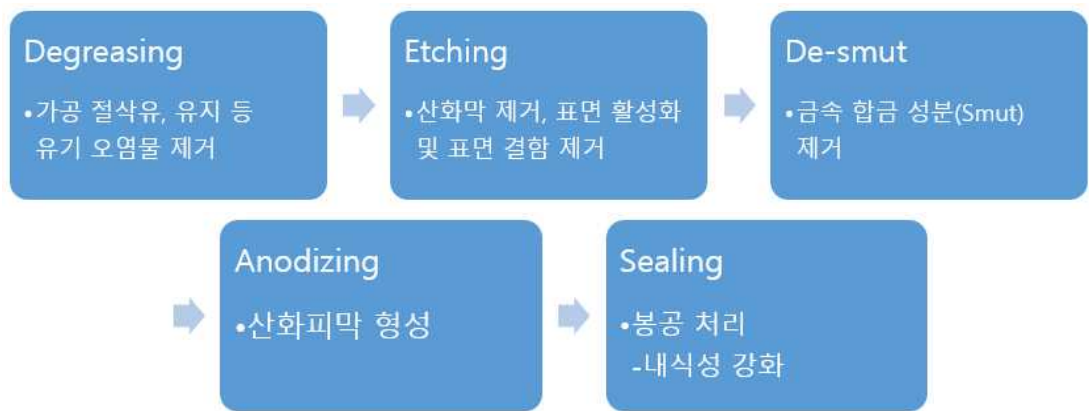 Degreasing
•가공 절삭유, 유지 등
유기 오염물 제거
Etching
•산화막 제거, 표면 활성화
및 표면 결함 제거
De-smut
•금속 합금 성분(Smut)
제거
Anodizing
•산화피막 형성
Sealing
•봉공 처리
-내식성 강화